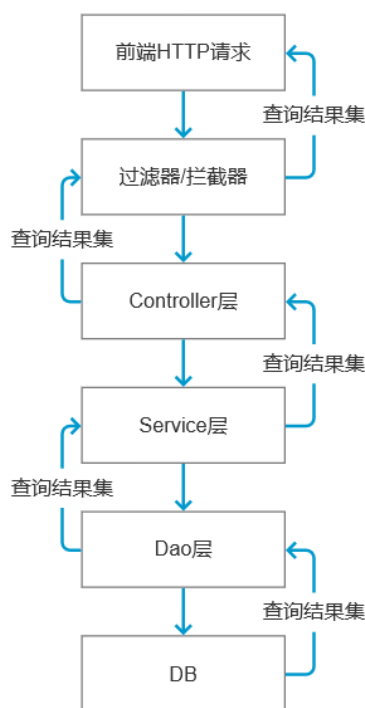 前端HTTP请求
查询结果集
过滤器/拦截器
查询结果集
Controller层
查询结果集
Service层
查询结果集
Dao层
查询结果集
DB